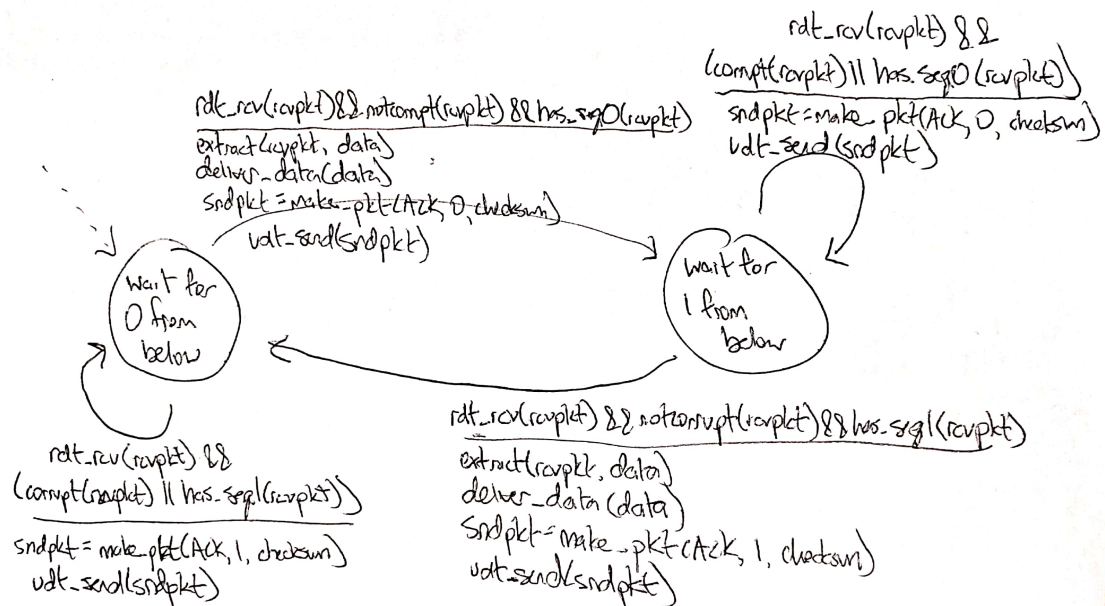 rdt_rcv(rcvpkt) &&
(corrupt(rcvpkt) || has_seq0(rcvpkt))
sndpkt=make_pkt(Ack, 0, checksum)
udt_send(sndpkt)
rdt_rcv(rcvpkt)&&notcorrupt(rcvpkt) && has_seq0(rcvpkt)
extract(rcvpkt, data)
deliver_data(data)
sndpkt=make_pkt(Ack, 0, checksum)
udt_send(sndpkt)
wait for
0 from
below
wait for
1 from
below
rdt_rcv(rcvpkt) &&
(corrupt(rcvpkt) || has_seq1(rcvpkt))
sndpkt=make_pkt(ACK, 1, checksum)
udt_send(sndpkt)
rdt_rcv(rcvpkt) && notcorrupt(rcvpkt)&&has_seq1(rcvpkt)
extract(rcvpkt, data)
deliver_data(data)
sndpkt=make_pkt(Ack, 1, checksum)
udt_send(sndpkt)